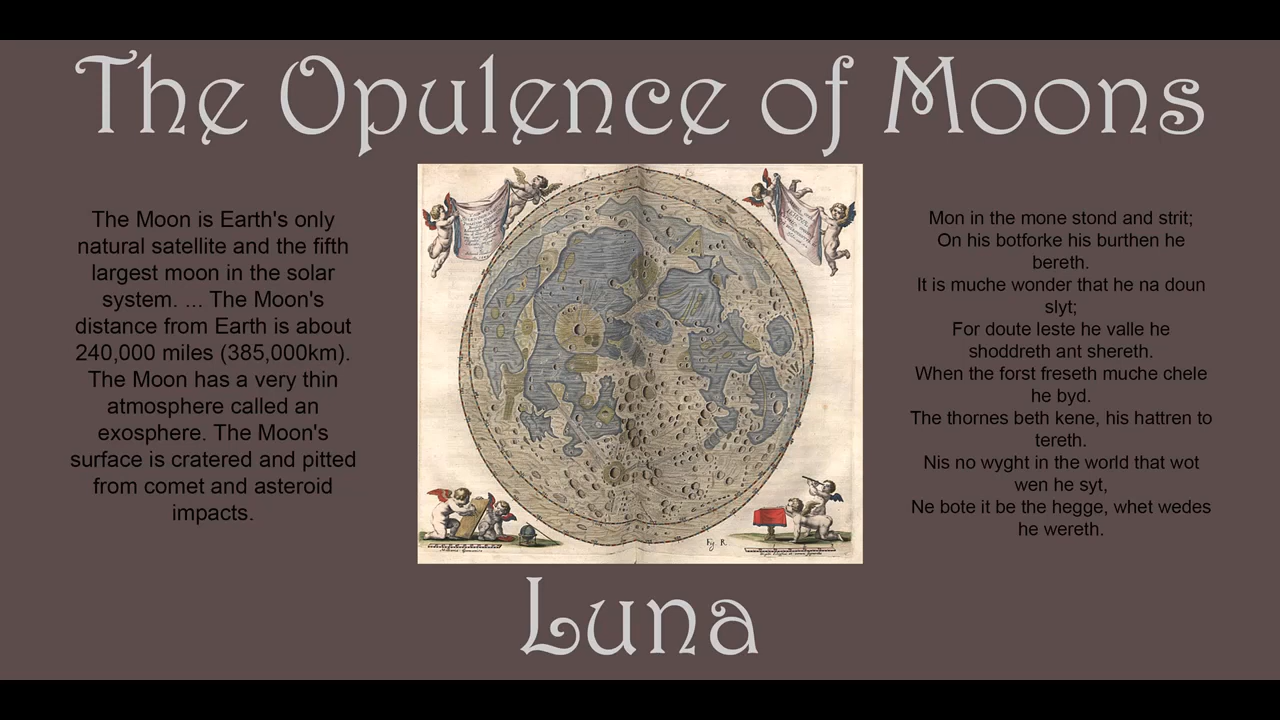 The Opulence of Moons
The Moon is Earth's only
natural satellite and the fifth
largest moon in the solar
system. ... The Moon's
distance from Earth is about
240,000 miles (385,000km).
The Moon has a very thin
atmosphere called an
exosphere. The Moon's
surface is cratered and pitted
from comet and asteroid
impacts.
Mon in the mone stond and strit;
On his botforke his burthen he
bereth.
It is muche wonder that he na doun
slyt;
For doute leste he valle he
shoddreth ant shereth.
When the forst freseth muche chele
he byd.
The thornes beth kene, his hattren to
tereth.
Nis no wyght in the world that wot
wen he syt,
Ne bote it be the hegge, whet wedes
he wereth.
Fig. R.
Luna